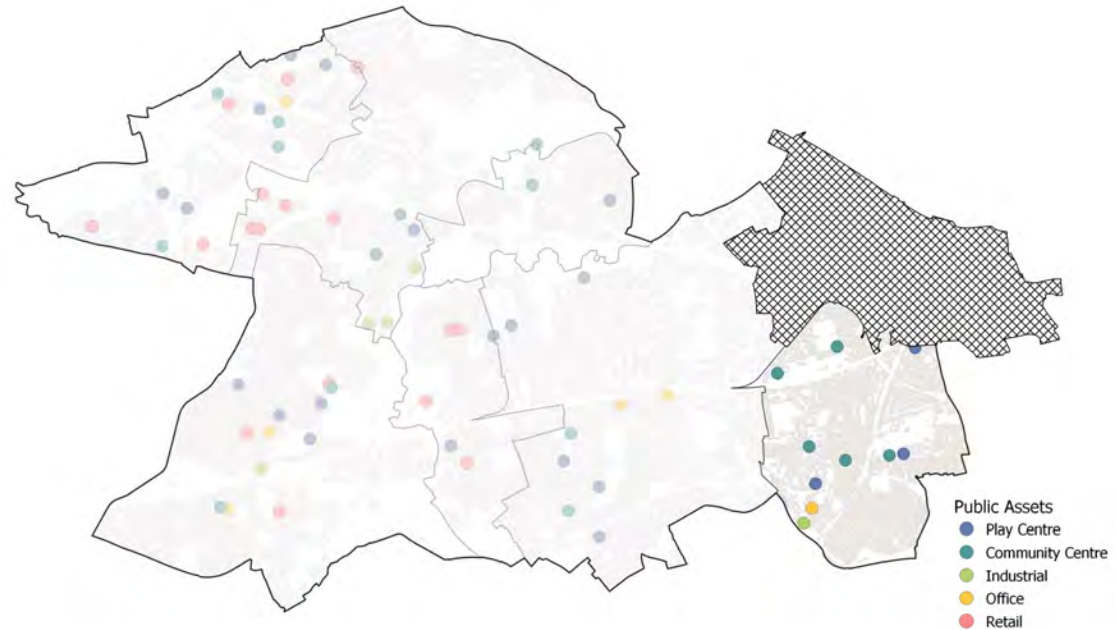 Public Assets
Play Centre
Community Centre
Industrial
Office
Retail